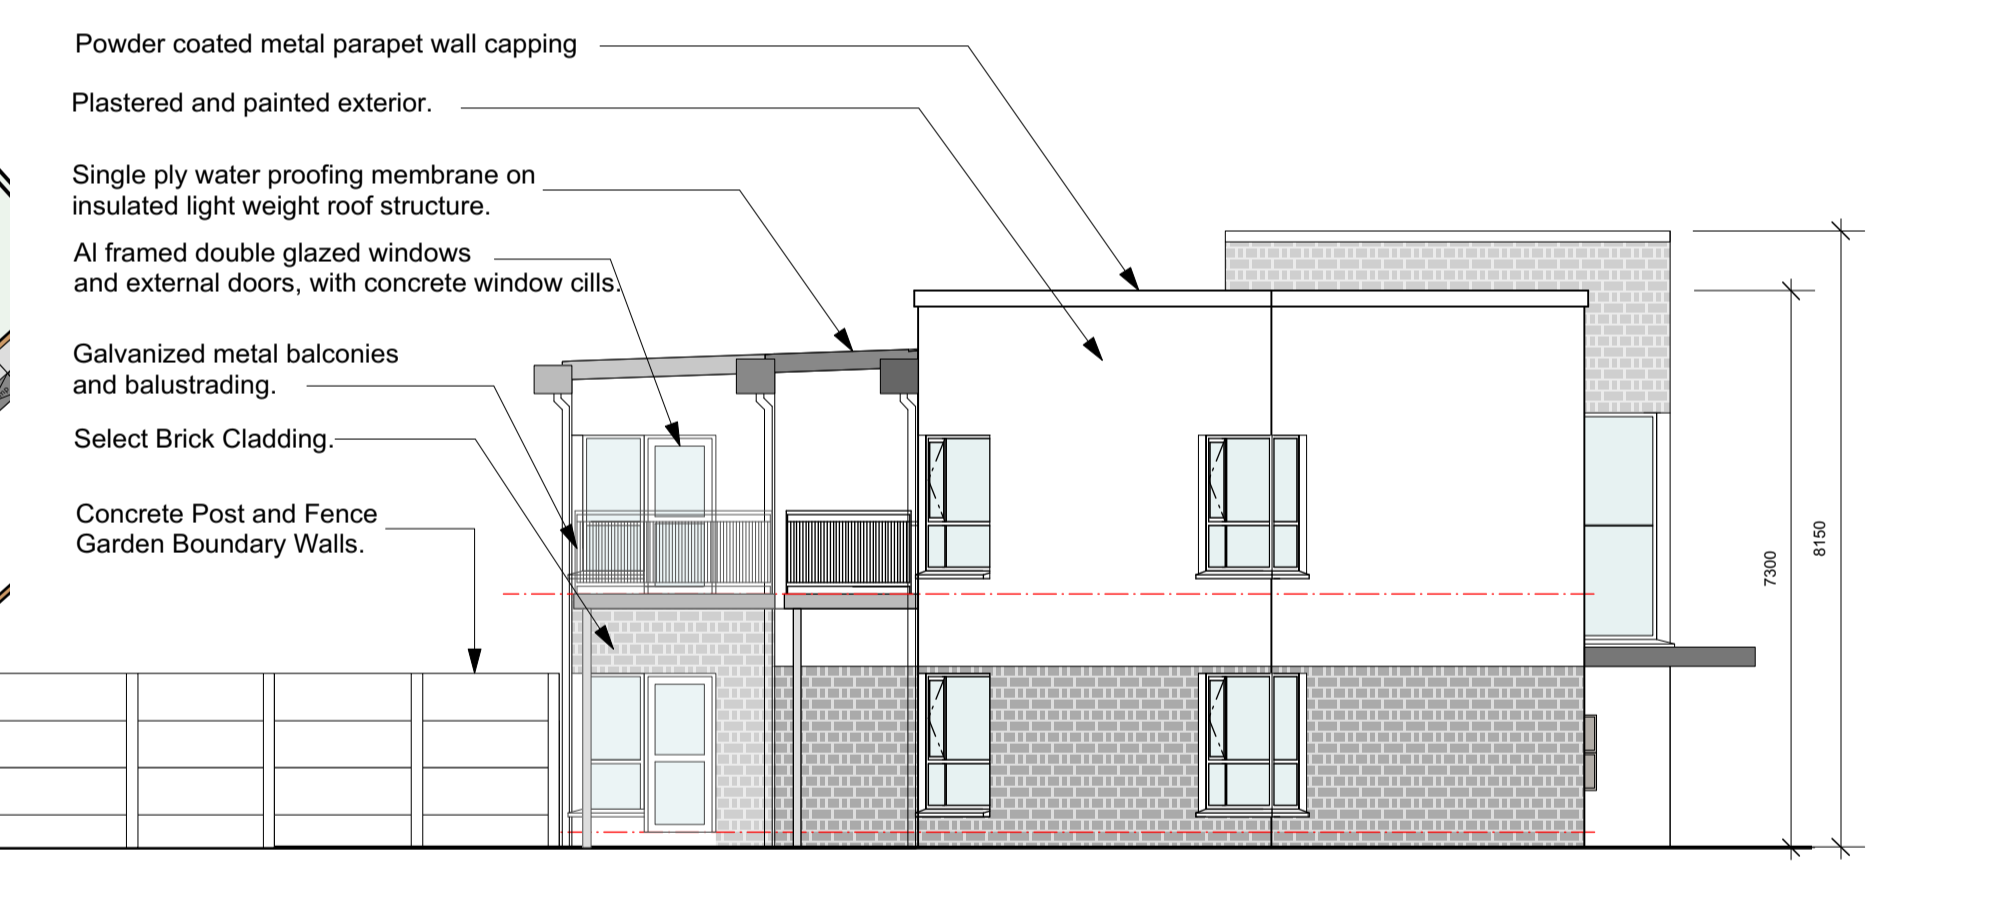 Powder coated metal parapet wall capping
Plastered and painted exterior.
Single ply water proofing membrane on
insulated light weight roof structure.
Al framed double glazed windows
and external doors, with concrete window cills.
Galvanized metal balconies
and balustrading.
Select Brick Cladding.
Concrete Post and Fence
Garden Boundary Walls.
7300
8150